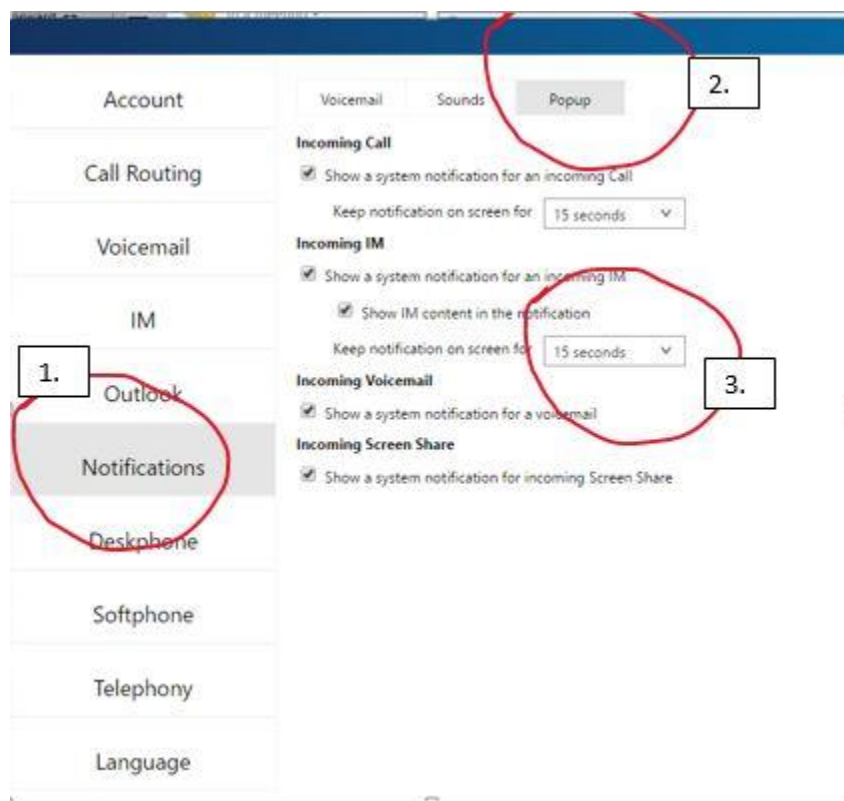 2.
Account
Call Routing
Voicemail
IM
1.
Outlook
Notifications
Deskphone
Softphone
Telephony
Language
Voicemail Sounds Popup
Incoming Call
Show a system notification for an incoming Call
Keep notification on screen for 15 seconds
Incoming IM
Show a system notification for an incoming IM
Show IM content in the notification
Keep notification on screen for 15 seconds
3.
Incoming Voicemail
Show a system notification for a voicemail
Incoming Screen Share
Show a system notification for incoming Screen Share